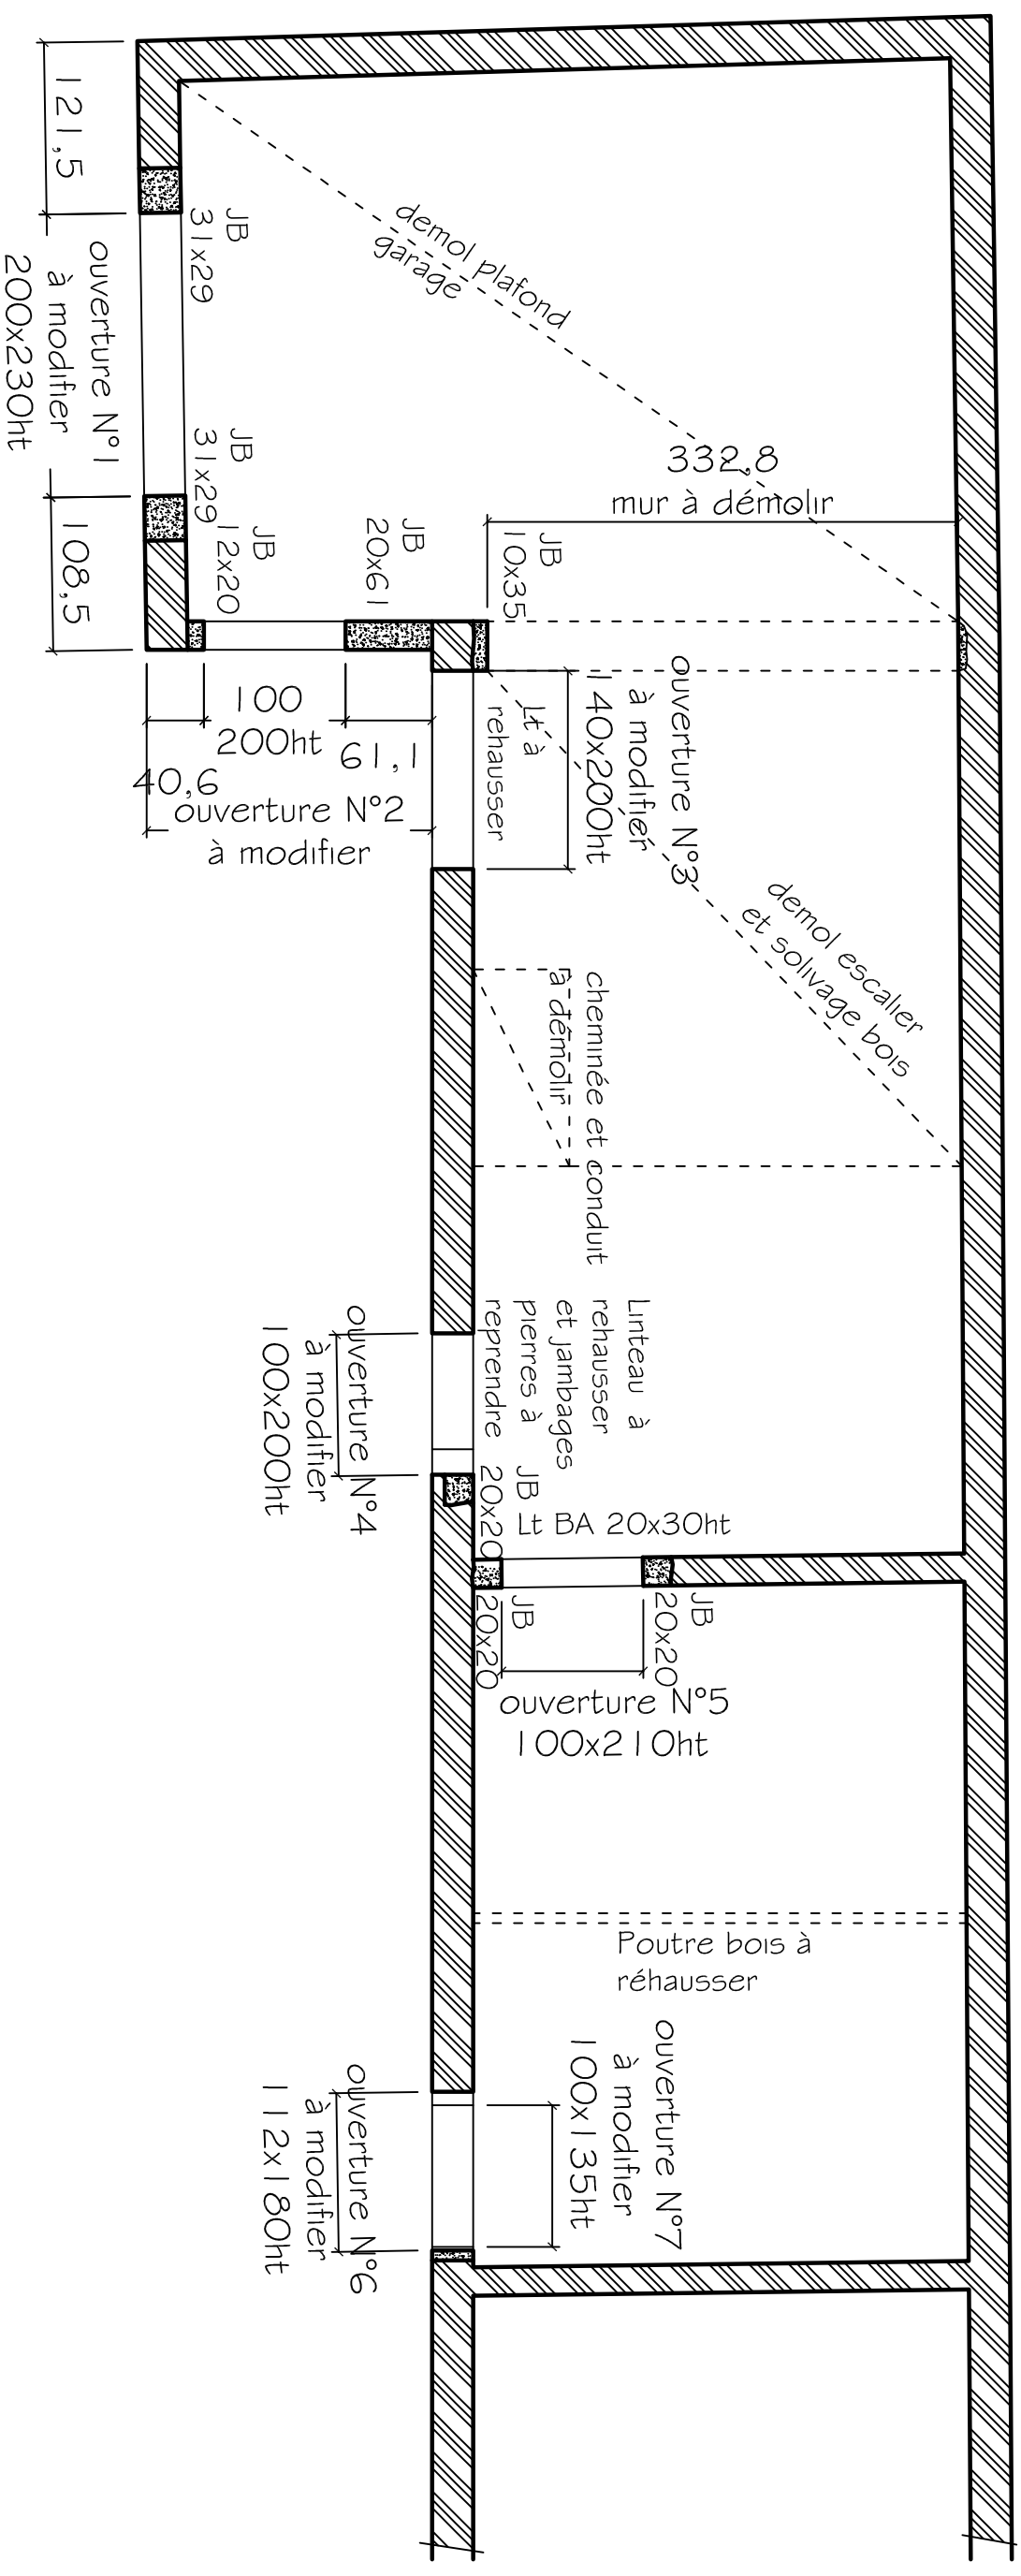 121,5
ouverture N°1
à modifier
200x230ht
108,5
JB
31x29
JB
31x29
JB
12x20
JB
20x61
JB
10x35
demol plafond
garage
332,8
mur à démolir
100
200ht
61,1
40,6
ouverture N°2
à modifier
ouverture N°3
à modifier
140x200ht
Lt à
rehausser
demol escalier
et solivage bois
cheminée et conduit
à démolir
Linteau à
rehausser
et jambages
pierres à
reprendre
ouverture N°4
à modifier
100x200ht
JB
20x20
Lt BA 20x30ht
JB
20x20
JB
20x20
ouverture N°5
100x210ht
Poutre bois à
réhausser
ouverture N°7
à modifier
100x135ht
ouverture N°6
à modifier
112x180ht